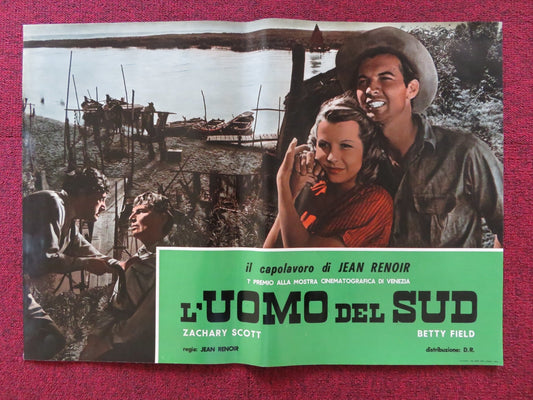 il capolavoro di JEAN RENOIR
1° PREMIO ALLA MOSTRA CINEMATOGRAFICA DI VENEZIA
L'UOMO DEL SUD
ZACHARY SCOTT BETTY FIELD
regia: JEAN RENOIR distribuzione: D.R.